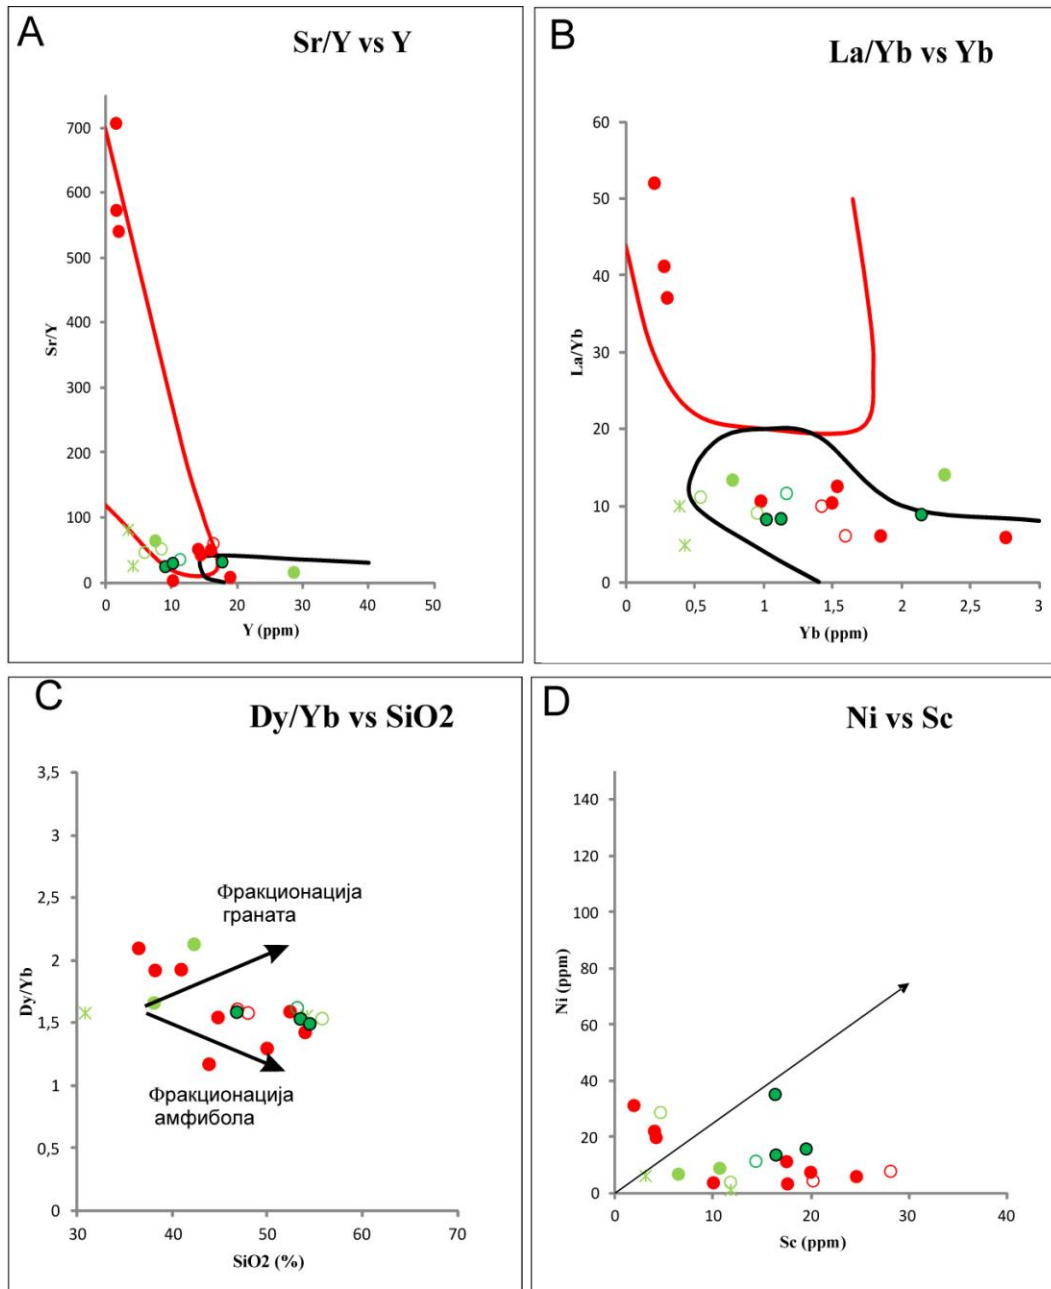 A
Sr/Y vs Y
700
600
500
400
300
200
100
0
Sr/Y
0 10 20 30 40 50
Y (ppm)
B
La/Yb vs Yb
60
50
40
30
20
10
0
La/Yb
0 0,5 1 1,5 2 2,5 3
Yb (ppm)
C
Dy/Yb vs SiO2
3,5
3
2,5
2
1,5
1
0,5
0
Dy/Yb
Фракционација
граната
Фракционација
амфибола
30 40 50 60 70
SiO2 (%)
D
Ni vs Sc
140
120
100
80
60
40
20
0
Ni (ppm)
0 10 20 30 40
Sc (ppm)